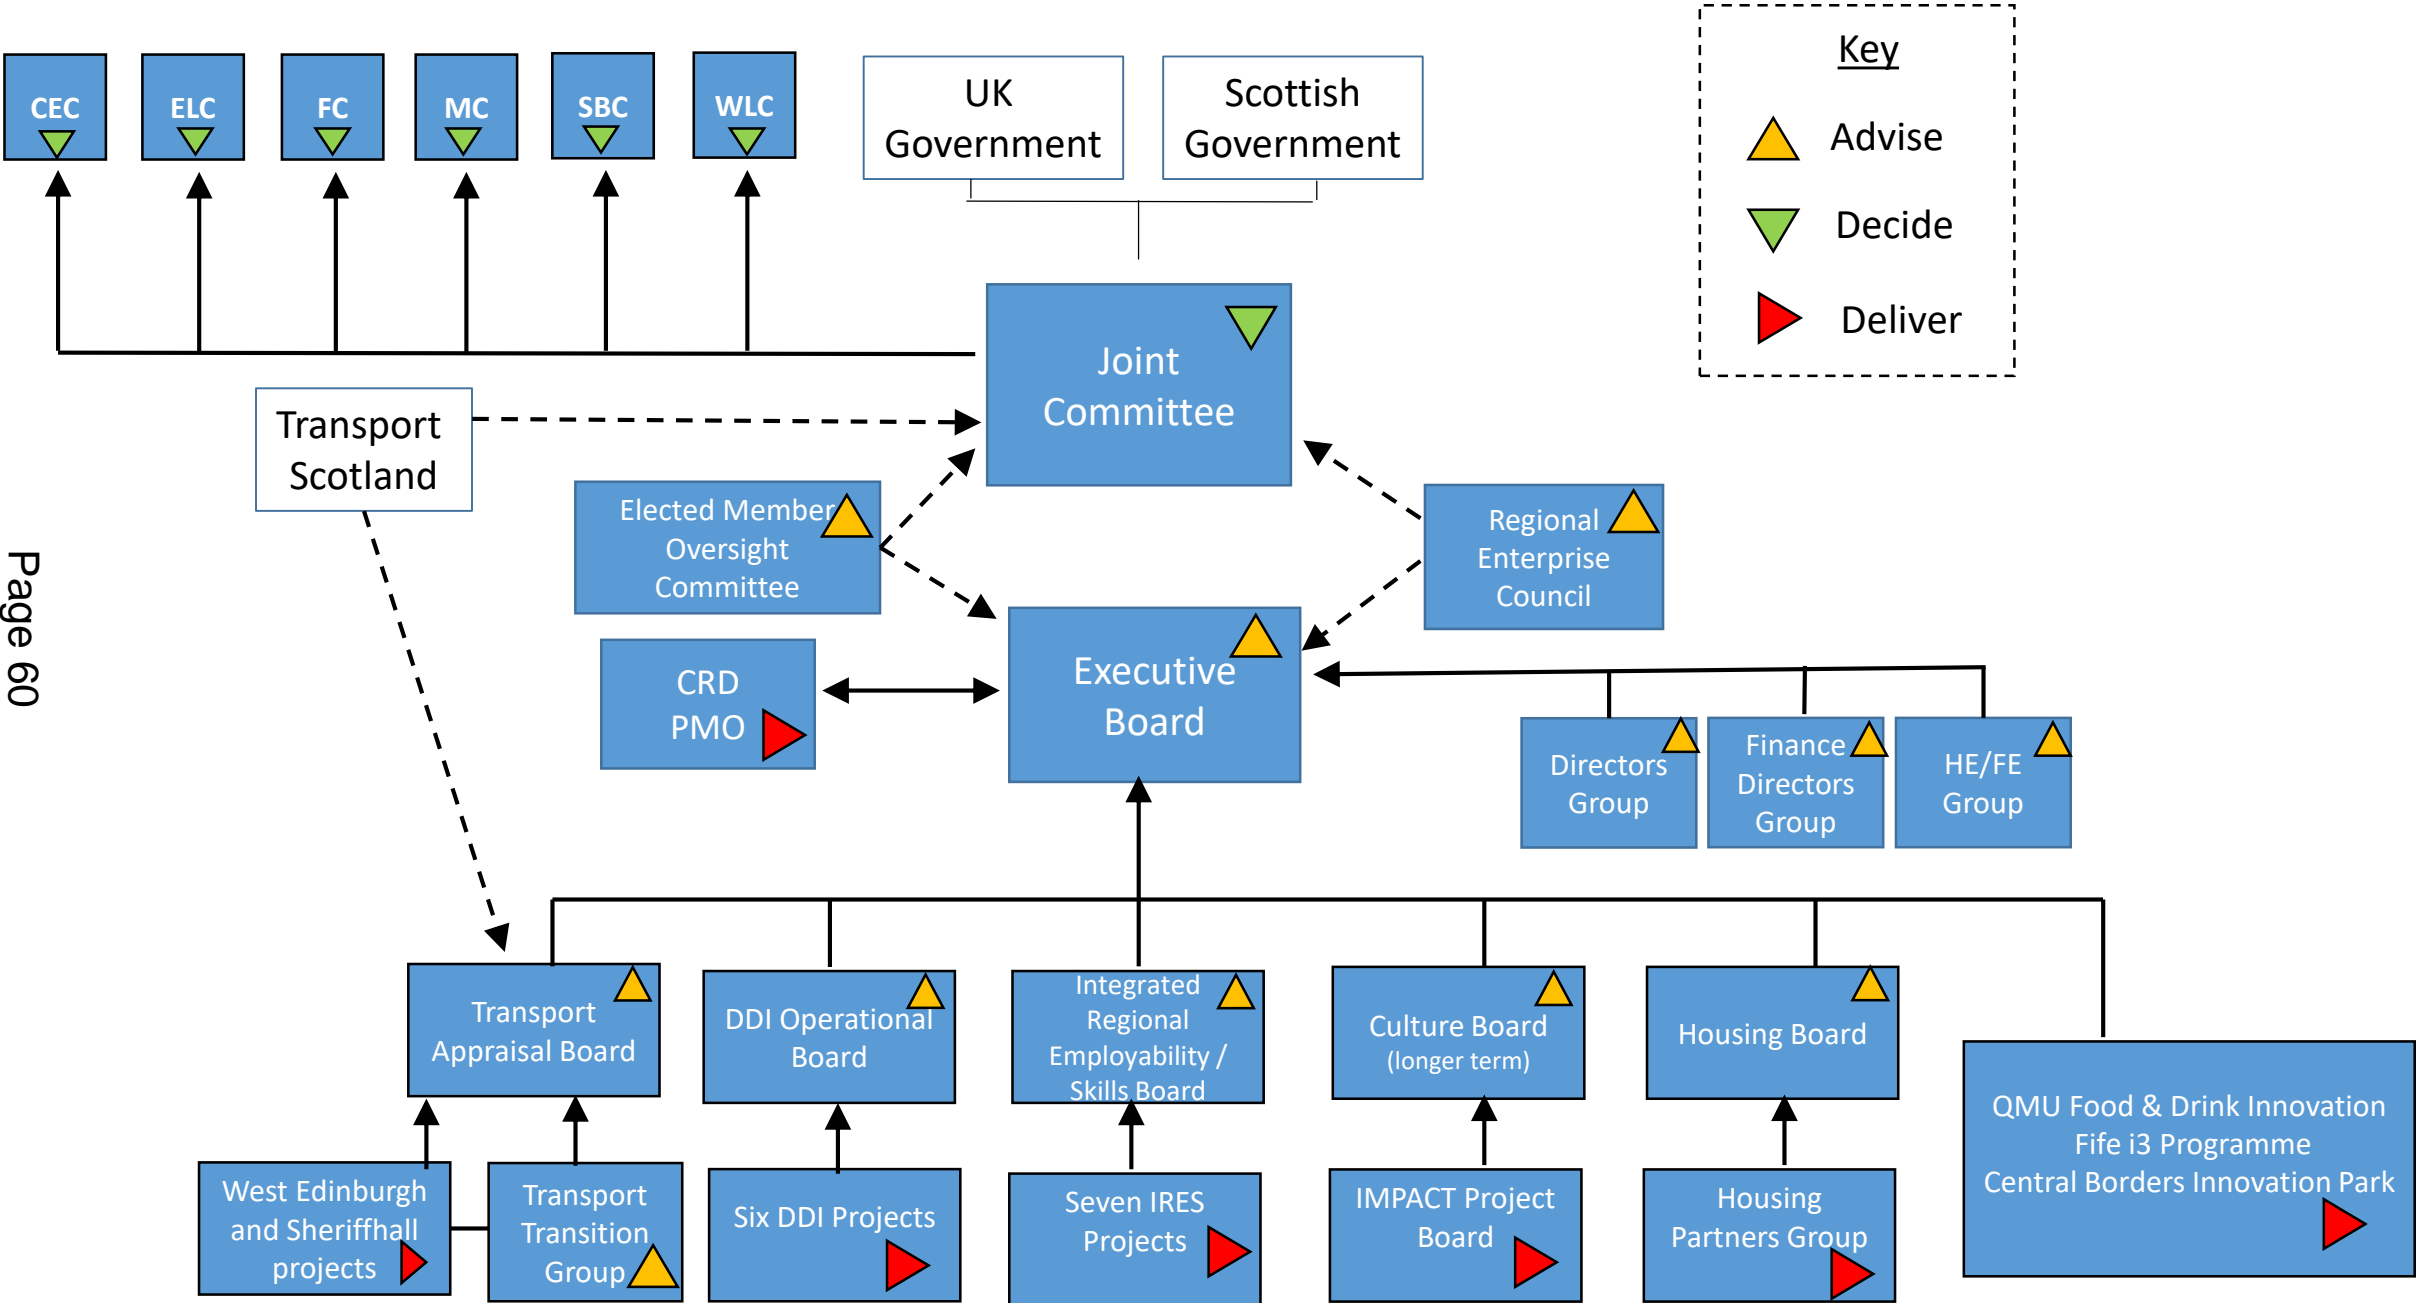 CEC
ELC
FC
MC
SBC
WLC
UK
Government
Scottish
Government
Key
Advise
Decide
Deliver
Joint
Committee
Transport
Scotland
Elected Member
Oversight
Committee
Regional
Enterprise
Council
Page 60
CRD
PMO
Executive
Board
Directors
Group
Finance
Directors
Group
HE/FE
Group
Transport
Appraisal Board
DDI Operational
Board
Integrated
Regional
Employability /
Skills Board
Culture Board
(longer term)
Housing Board
QMU Food & Drink Innovation
Fife i3 Programme
Central Borders Innovation Park
West Edinburgh
and Sheriffhall
projects
Transport
Transition
Group
Six DDI Projects
Seven IRES
Projects
IMPACT Project
Board
Housing
Partners Group